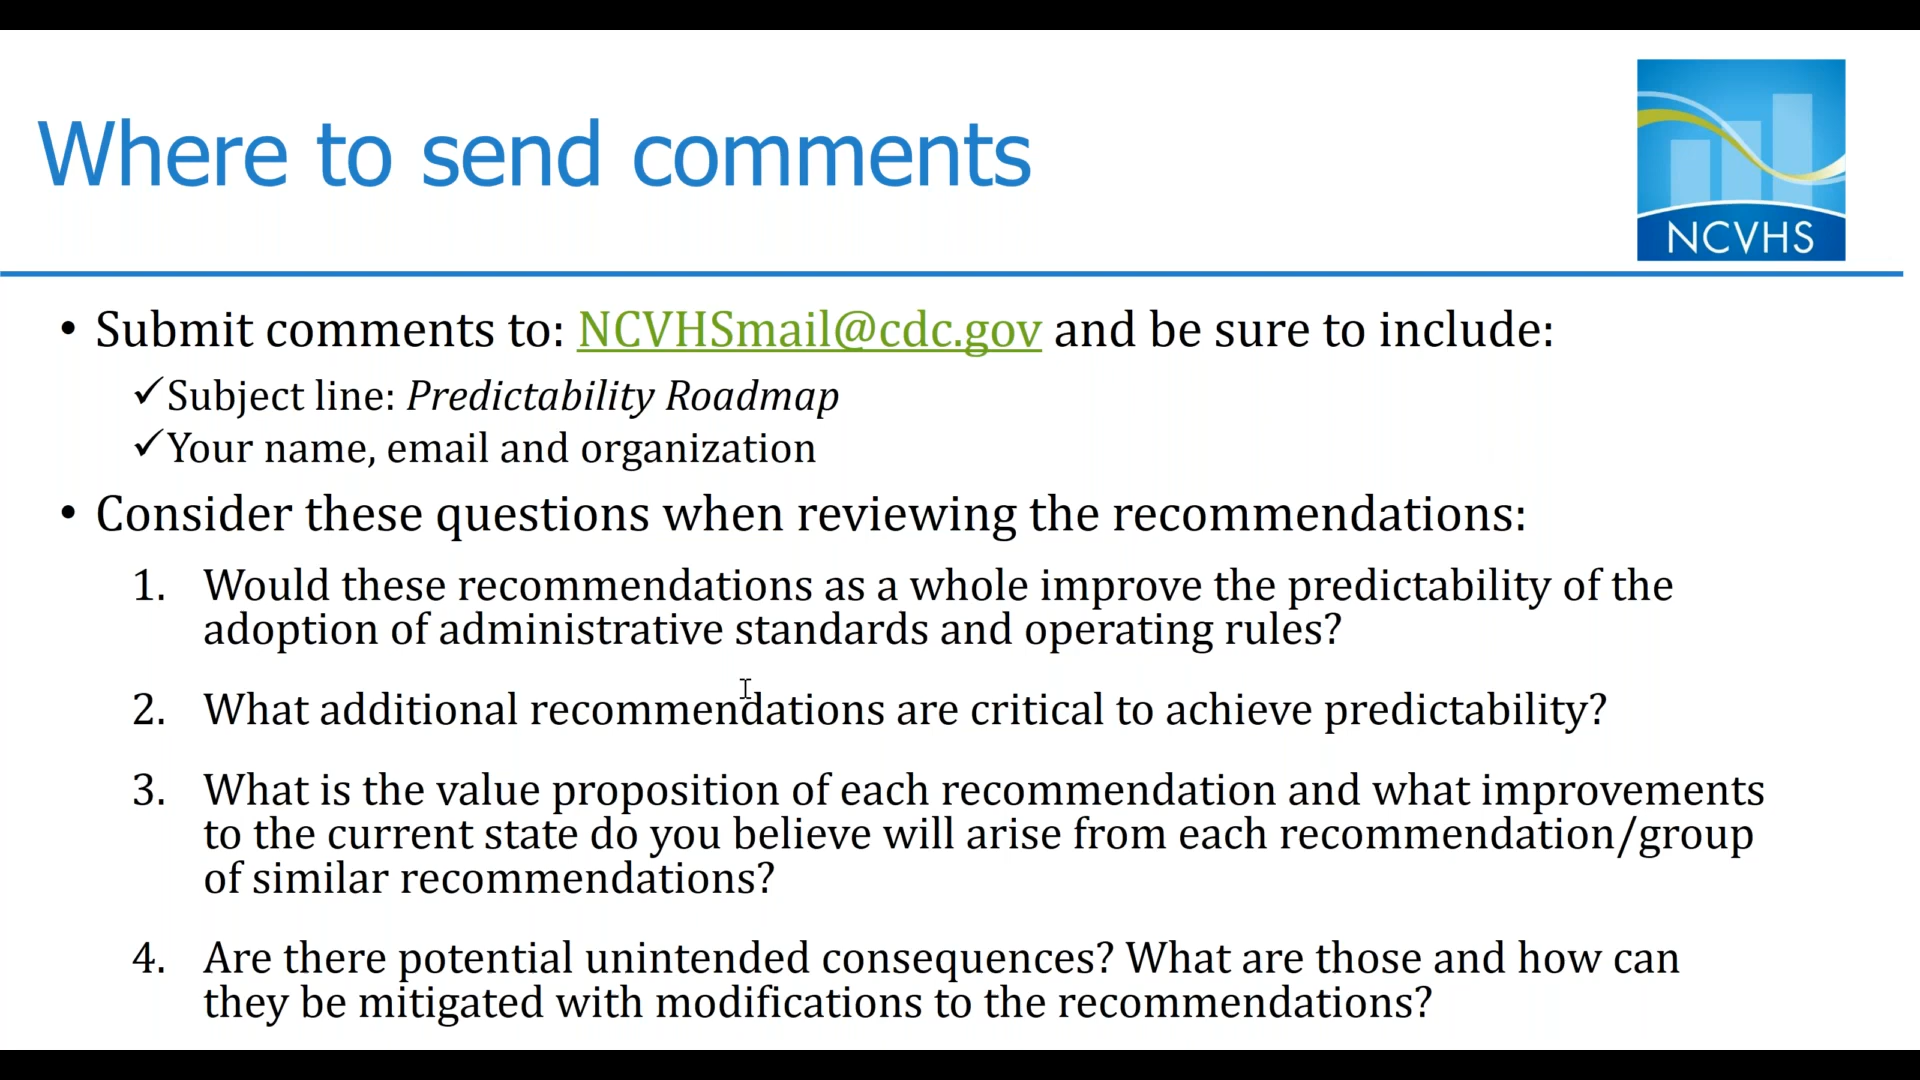 Where to send comments
NCVHS
• Submit comments to: NCVHSmail@cdc.gov and be sure to include:
✓Subject line: Predictability Roadmap
✓Your name, email and organization
• Consider these questions when reviewing the recommendations:
1. Would these recommendations as a whole improve the predictability of the
adoption of administrative standards and operating rules?
2. What additional recommendations are critical to achieve predictability?
3. What is the value proposition of each recommendation and what improvements
to the current state do you believe will arise from each recommendation/group
of similar recommendations?
4. Are there potential unintended consequences? What are those and how can
they be mitigated with modifications to the recommendations?